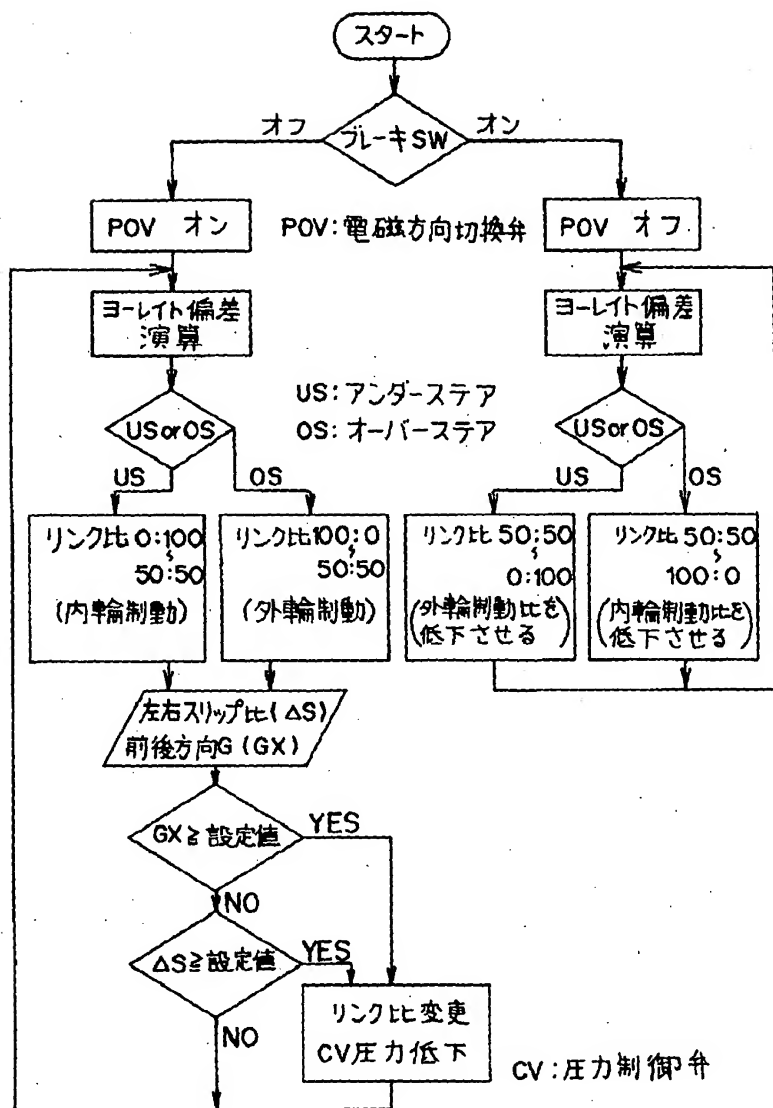 スタート
オフ
ブレーキSW
オン
POV オン
POV:電磁方向切換弁
POV オフ
ヨーレイト偏差
演算
ヨーレイト偏差
演算
US:アンダーステア
OS:オーバーステア
USorOS
USorOS
US
OS
US
OS
リンク比0:100
~
50:50
(内輪制動)
リンク比100:0
~
50:50
(外輪制動)
リンク比50:50
~
0:100
(外輪制動比を
低下させる)
リンク比50:50
~
100:0
(内輪制動比を
低下させる)
左右スリップ比(ΔS)
前後方向G(GX)
GX≧設定値
YES
NO
ΔS≧設定値
YES
NO
リンク比変更
CV圧力低下
CV:圧力制御弁